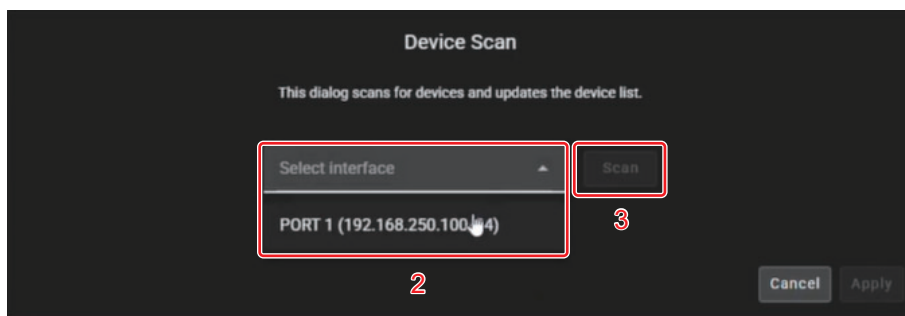 Device Scan
This dialog scans for devices and updates the device list.
Select interface
Scan
PORT 1 (192.168.250.100 4)
3
2
Cancel Apply